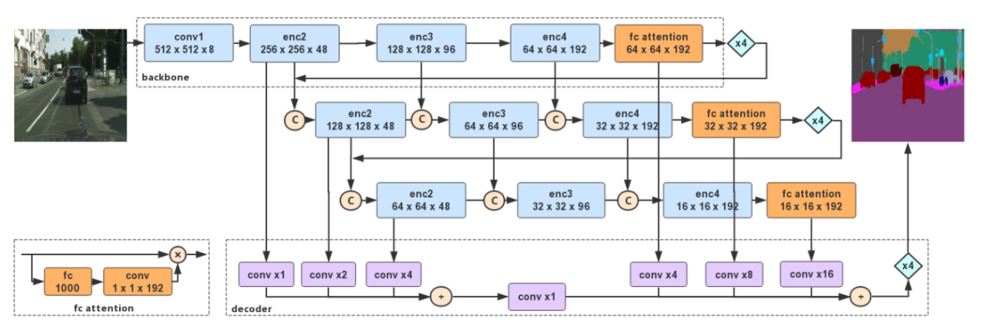 conv1
512 x 512 x 8
enc2
256 x 256 x 48
enc3
128 x 128 x 96
enc4
64 x 64 x 192
fc attention
64 x 64 x 192
x4
backbone
C
enc2
128 x 128 x 48
C
enc3
64 x 64 x 96
C
enc4
32 x 32 x 192
fc attention
32 x 32 x 192
x4
C
enc2
64 x 64 x 48
C
enc3
32 x 32 x 96
C
enc4
16 x 16 x 192
fc attention
16 x 16 x 192
×
fc
1000
conv
1 x 1 x 192
fc attention
conv x1
conv x2
conv x4
conv x4
conv x8
conv x16
x4
+
conv x1
+
decoder